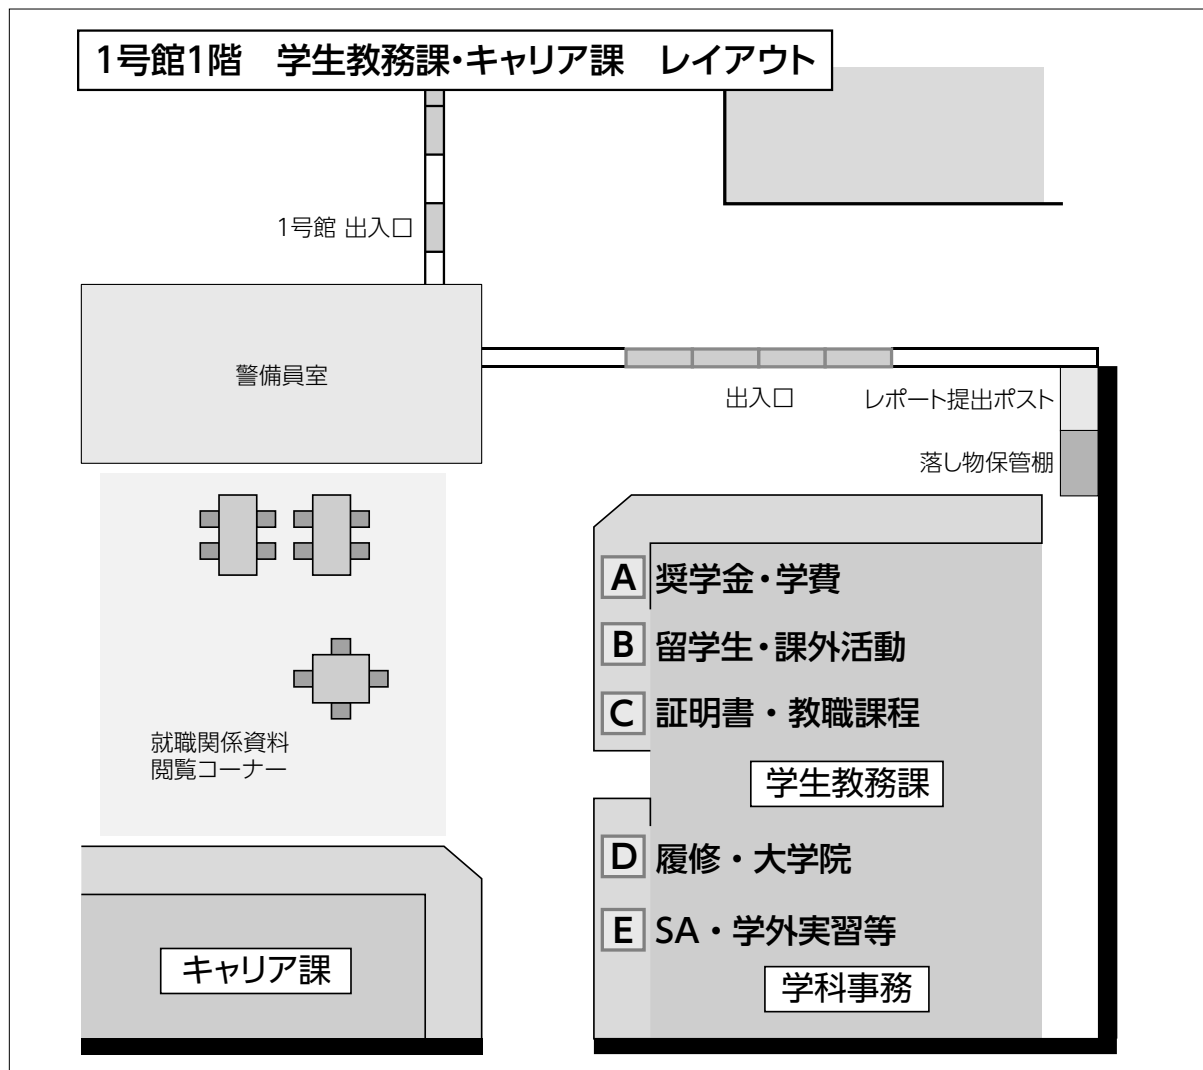 1号館1階　学生教務課・キャリア課　レイアウト
1号館 出入口
警備員室
出入口
レポート提出ポスト
落し物保管棚
A 奨学金・学費
B 留学生・課外活動
C 証明書・教職課程
就職関係資料
閲覧コーナー
学生教務課
D 履修・大学院
E SA・学外実習等
キャリア課
学科事務